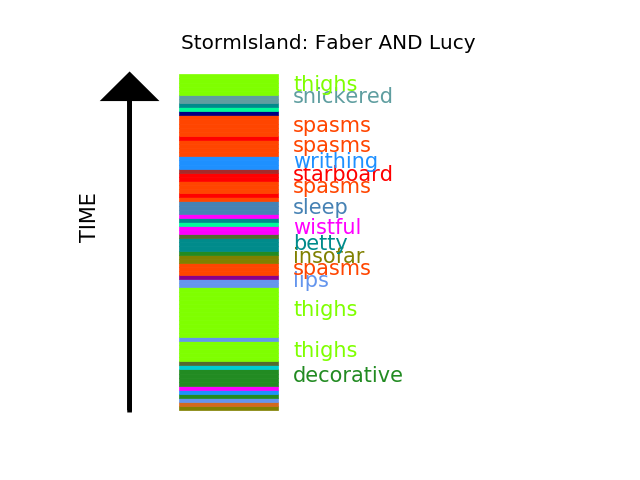 StormIsland: Faber AND Lucy
thighs
snickered
spasms
spasms
writhing
starboard
spasms
sleep
wistful
betty
insofar
spasms
lips
thighs
thighs
decorative
TIME